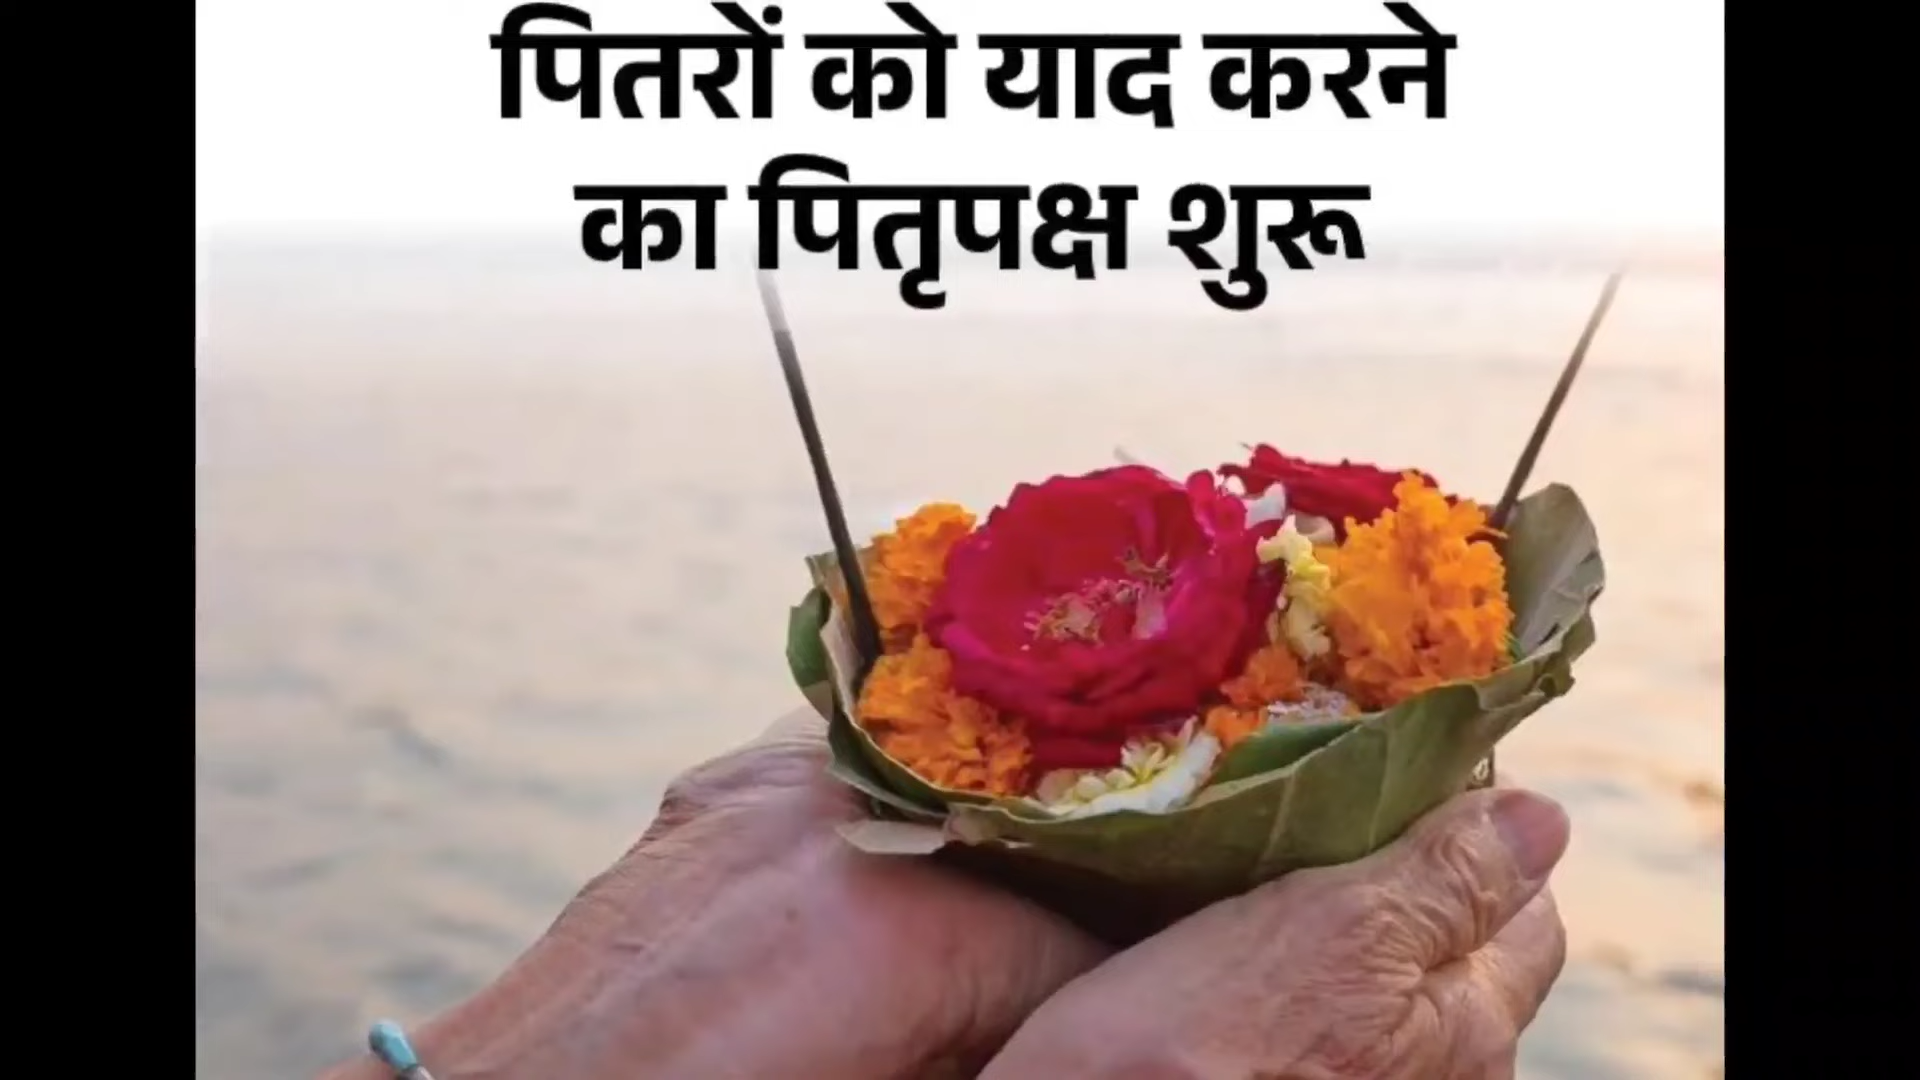 पितरों को याद करने
का पितृपक्ष शुरू